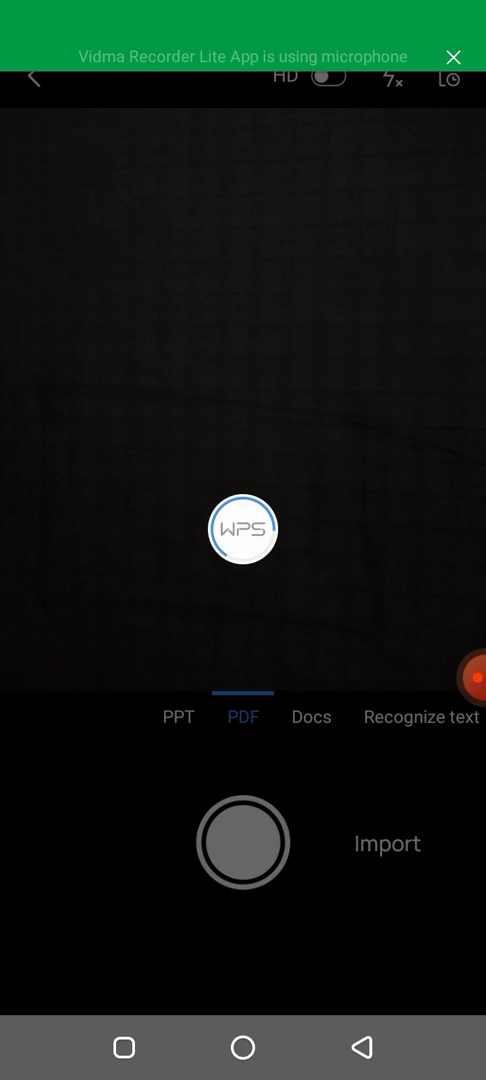 Vidma Recorder Lite App is using microphone
HD
WPS
PPT PDF Docs Recognize text
Import